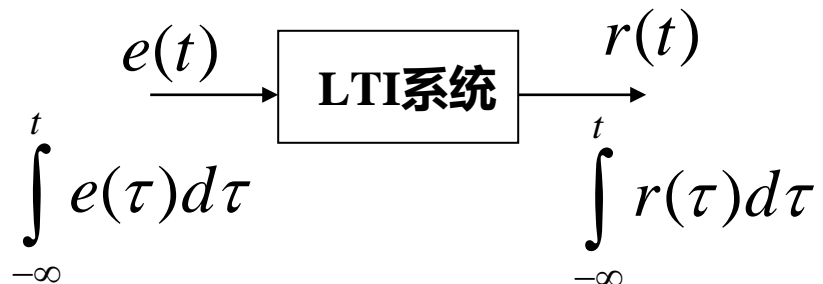 e(t) LTI系统 r(t)
∫_{-∞}^{t} e(τ)dτ ∫_{-∞}^{t} r(τ)dτ